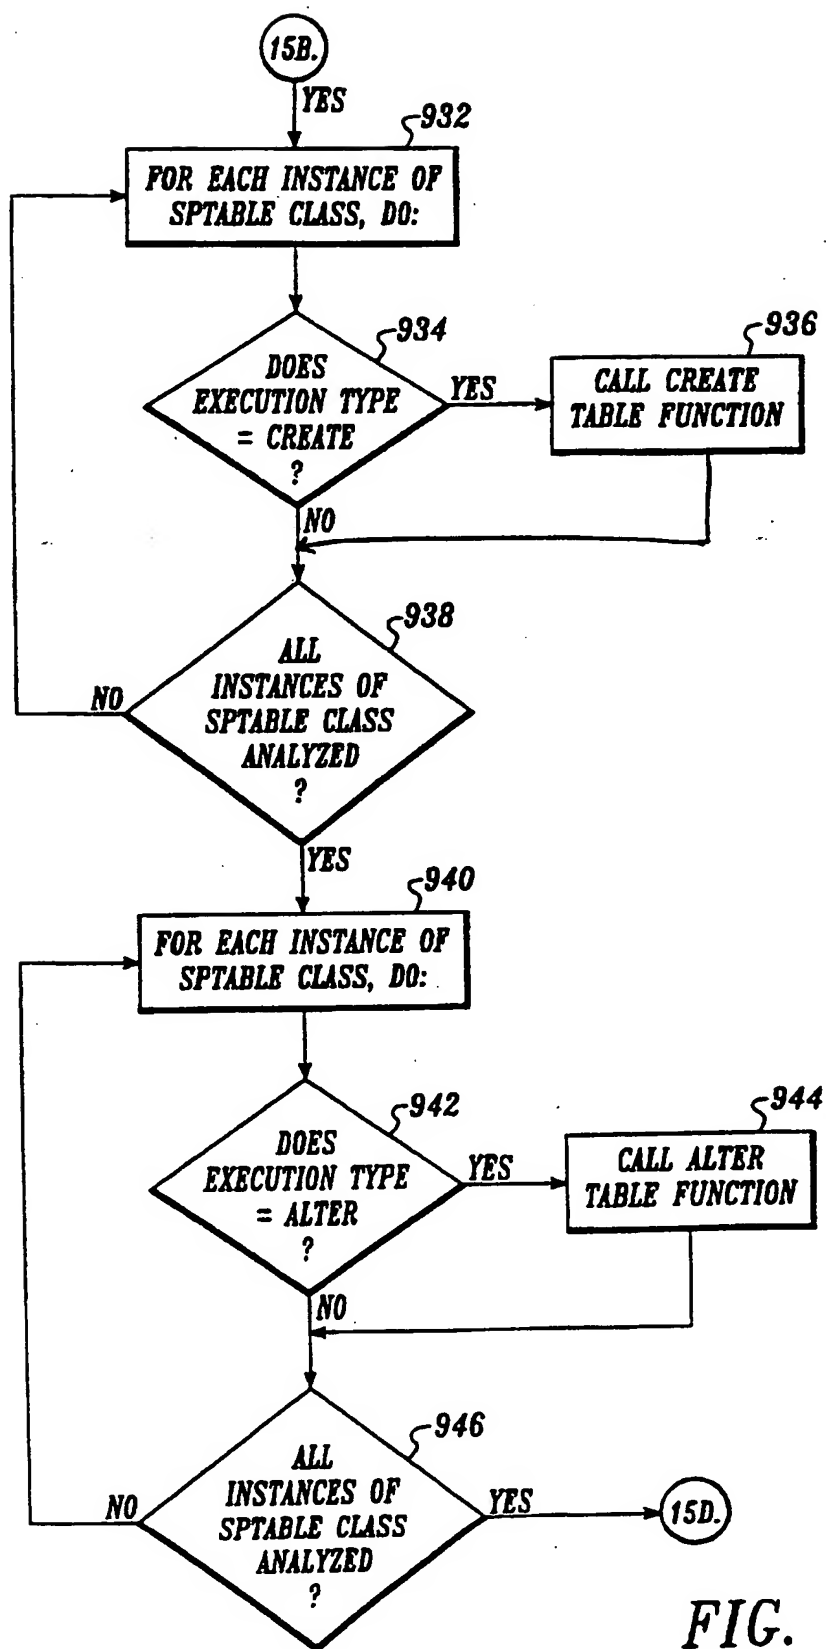 15B.
YES
932
FOR EACH INSTANCE OF
SPTABLE CLASS, DO:
934
DOES
EXECUTION TYPE
= CREATE
?
YES
936
CALL CREATE
TABLE FUNCTION
NO
938
ALL
INSTANCES OF
SPTABLE CLASS
ANALYZED
?
NO
YES
940
FOR EACH INSTANCE OF
SPTABLE CLASS, DO:
942
DOES
EXECUTION TYPE
= ALTER
?
YES
944
CALL ALTER
TABLE FUNCTION
NO
946
ALL
INSTANCES OF
SPTABLE CLASS
ANALYZED
?
NO
YES
15D.
FIG.